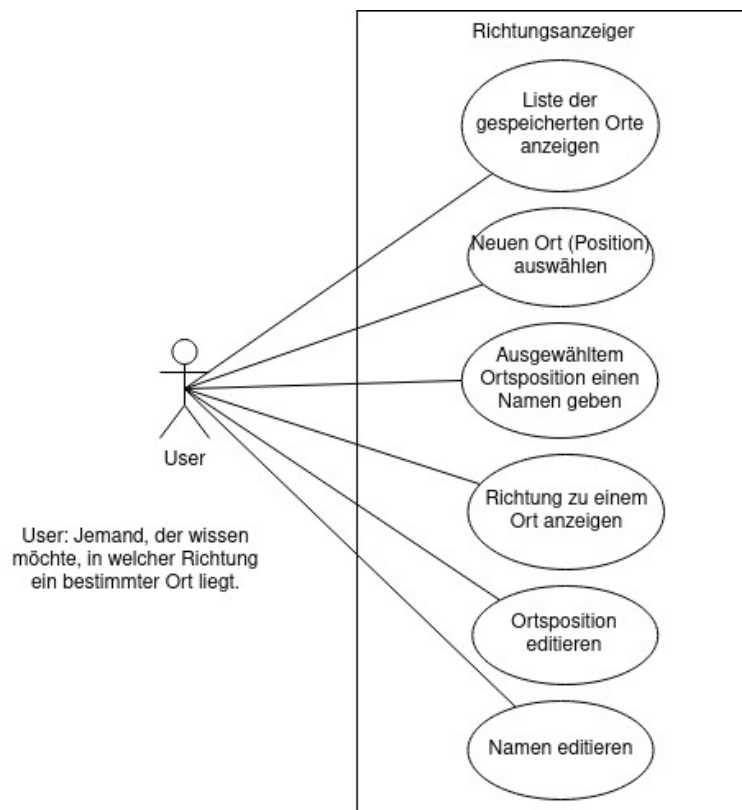 Richtungsanzeiger
Liste der
gespeicherten Orte
anzeigen
Neuen Ort (Position)
auswählen
Ausgewähltem
Ortsposition einen
Namen geben
User
Richtung zu einem
Ort anzeigen
User: Jemand, der wissen
möchte, in welcher Richtung
ein bestimmter Ort liegt.
Ortsposition
editieren
Namen editieren